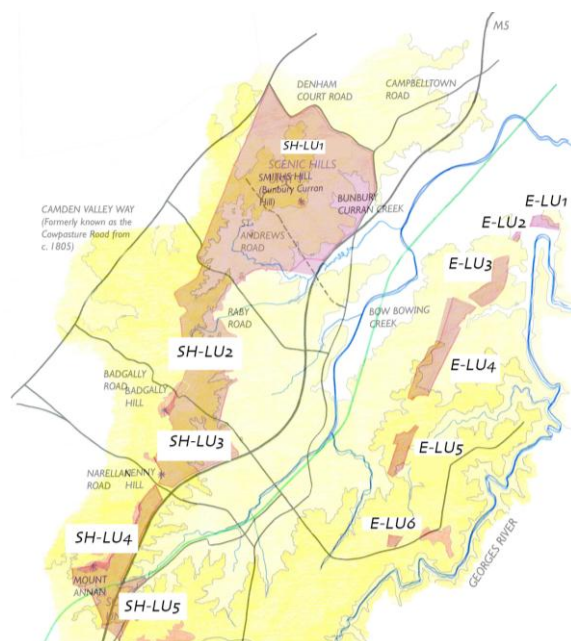 M5
DENHAM
COURT ROAD
CAMPBELLTOWN
ROAD
SH-LU1
SCENIC HILLS
SMITHS HILL
(Bunbury Curran
Hill)
BUNBURY
CURRAN CREEK
E-LU1
E-LU2
CAMDEN VALLEY WAY
(Formerly known as the
Cowpasture Road from
c. 1805)
ST
ANDREWS
ROAD
E-LU3
RABY
ROAD
BOW BOWING
CREEK
SH-LU2
E-LU4
BADGALLY
ROAD
BADGALLY
HILL
SH-LU3
E-LU5
NARELLAN
ROAD
KENNY
HILL
SH-LU4
E-LU6
GEORGES RIVER
MOUNT
ANNAN
SH-LU5